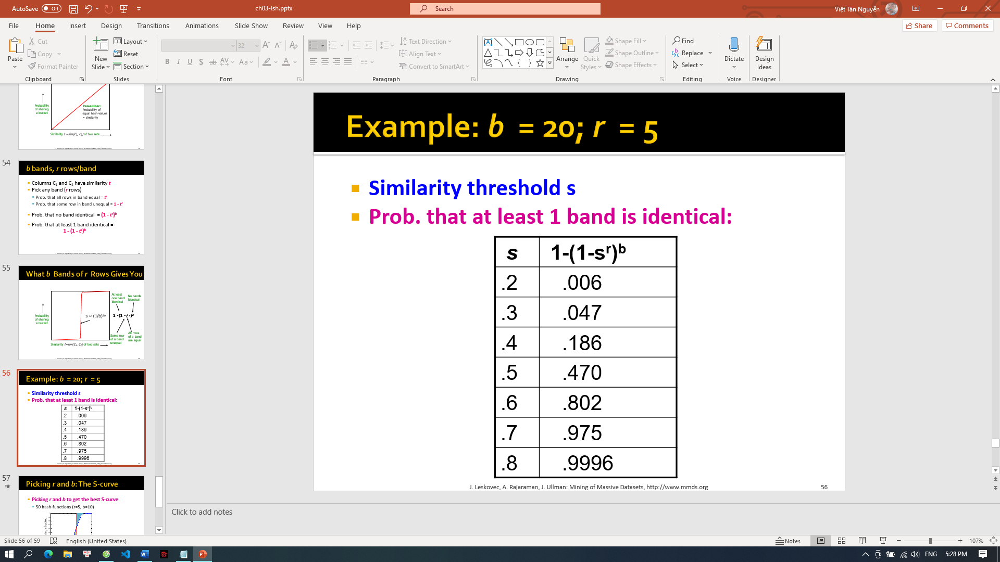 AutoSave Off
ch03-lsh.pptx
Search
Việt Tân Nguyễn
File Home Insert Design Transitions Animations Slide Show Review View Help
Share Comments
Paste
Cut
Copy
Format Painter
Clipboard
New Slide
Layout
Reset
Section
Slides
32
Font
Text Direction
Align Text
Convert to SmartArt
Paragraph
Arrange
Quick Styles
Shape Fill
Shape Outline
Shape Effects
Drawing
Find
Replace
Select
Editing
Dictate
Voice
Design Ideas
Designer
Probability
of sharing
a bucket
Remember:
Probability of
equal hash-values
= similarity
Similarity t =sim(C₁, C₂) of two sets
54
b bands, r rows/band
Columns C₁ and C₂ have similarity t
Pick any band (r rows)
Prob. that all rows in band equal = tʳ
Prob. that some row in band unequal = 1 - tʳ
Prob. that no band identical = (1 - tʳ)ᵇ
Prob. that at least 1 band identical =
1 - (1 - tʳ)ᵇ
55
What b Bands of r Rows Gives You
At least
one band
identical
No bands
identical
Probability
of sharing
a bucket
s ~ (1/b)¹/ʳ
1 -(1 -t ʳ)ᵇ
Some row
of a band
unequal
All rows
of a band
are equal
Similarity t=sim(C₁, C₂) of two sets
56
Example: b = 20; r = 5
Similarity threshold s
Prob. that at least 1 band is identical:
s 1-(1-sʳ)ᵇ
.2 .006
.3 .047
.4 .186
.5 .470
.6 .802
.7 .975
.8 .9996
57
Picking r and b: The S-curve
Picking r and b to get the best S-curve
50 hash-functions (r=5, b=10)
Example: b = 20; r = 5
Similarity threshold s
Prob. that at least 1 band is identical:
s 1-(1-sʳ)ᵇ
.2 .006
.3 .047
.4 .186
.5 .470
.6 .802
.7 .975
.8 .9996
J. Leskovec, A. Rajaraman, J. Ullman: Mining of Massive Datasets, http://www.mmds.org
56
Click to add notes
Slide 56 of 59
English (United States)
Notes
107%
ENG
5:28 PM